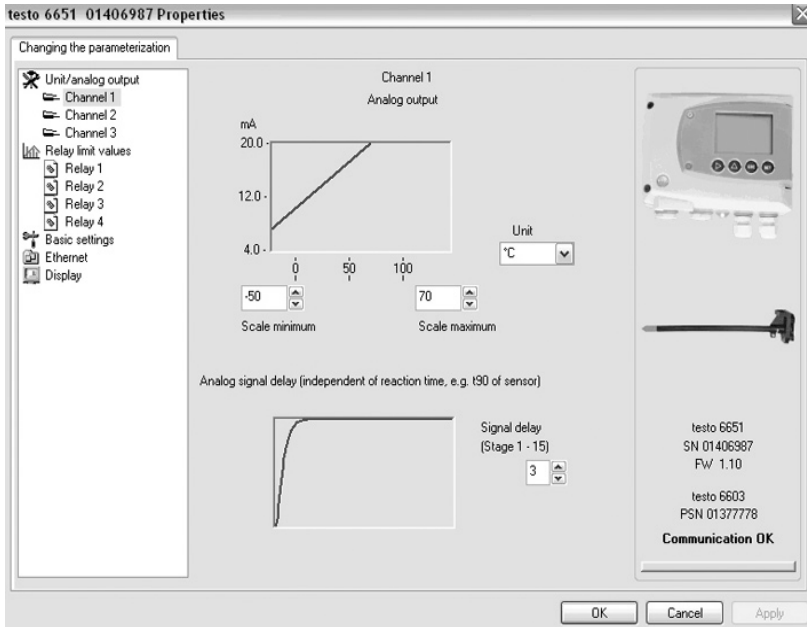 testo 6651 01406987 Properties
Changing the parameterization
Unit/analog output
Channel 1
Channel 2
Channel 3
Relay limit values
Relay 1
Relay 2
Relay 3
Relay 4
Basic settings
Ethernet
Display
Channel 1
Analog output
mA
20.0
12.0
4.0
0 50 100
Unit
°C
-50
70
Scale minimum
Scale maximum
Analog signal delay (independent of reaction time, e.g. t90 of sensor)
Signal delay
(Stage 1 - 15)
3
testo 6651
SN 01406987
FW 1.10
testo 6603
PSN 01377778
Communication OK
OK
Cancel
Apply